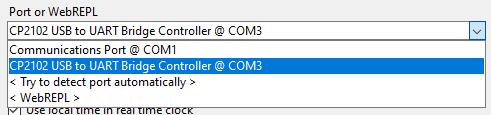 Port or WebREPL
CP2102 USB to UART Bridge Controller @ COM3
Communications Port @ COM1
CP2102 USB to UART Bridge Controller @ COM3
< Try to detect port automatically >
< WebREPL >
Use local time in real time clock